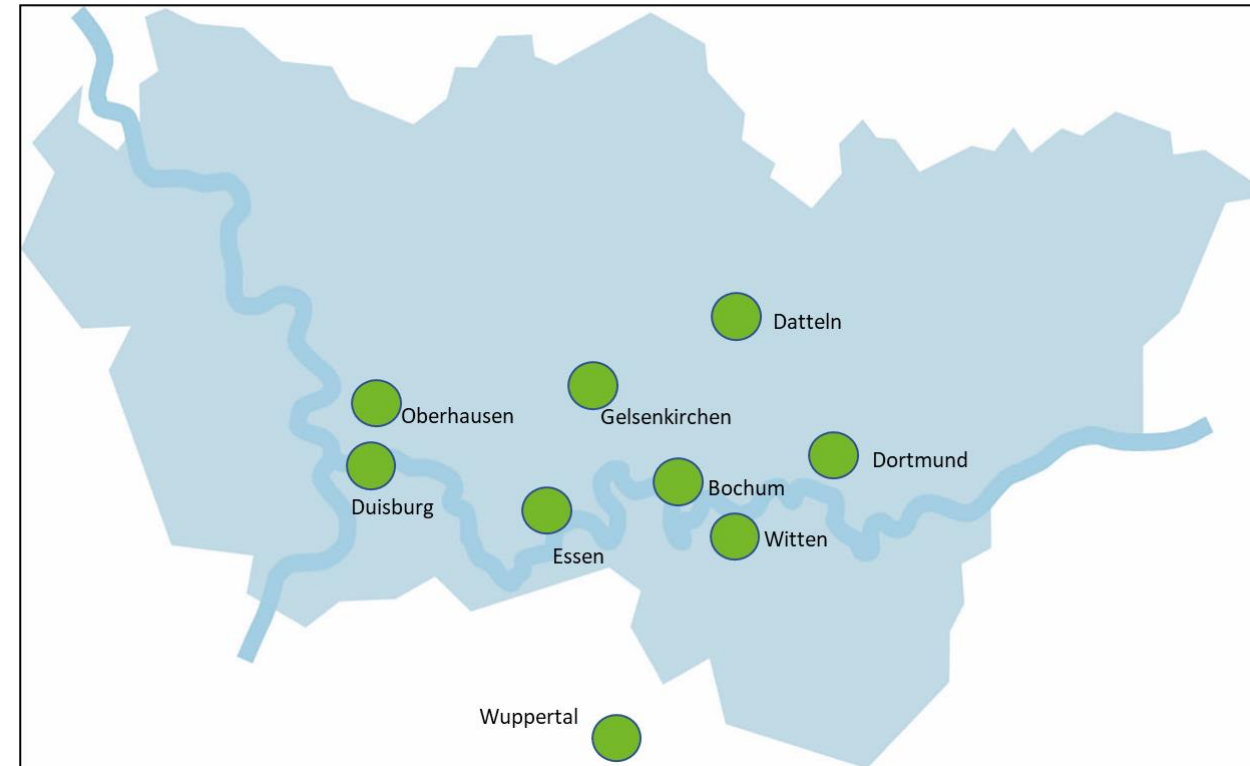 Datteln
Oberhausen
Gelsenkirchen
Dortmund
Bochum
Duisburg
Witten
Essen
Wuppertal